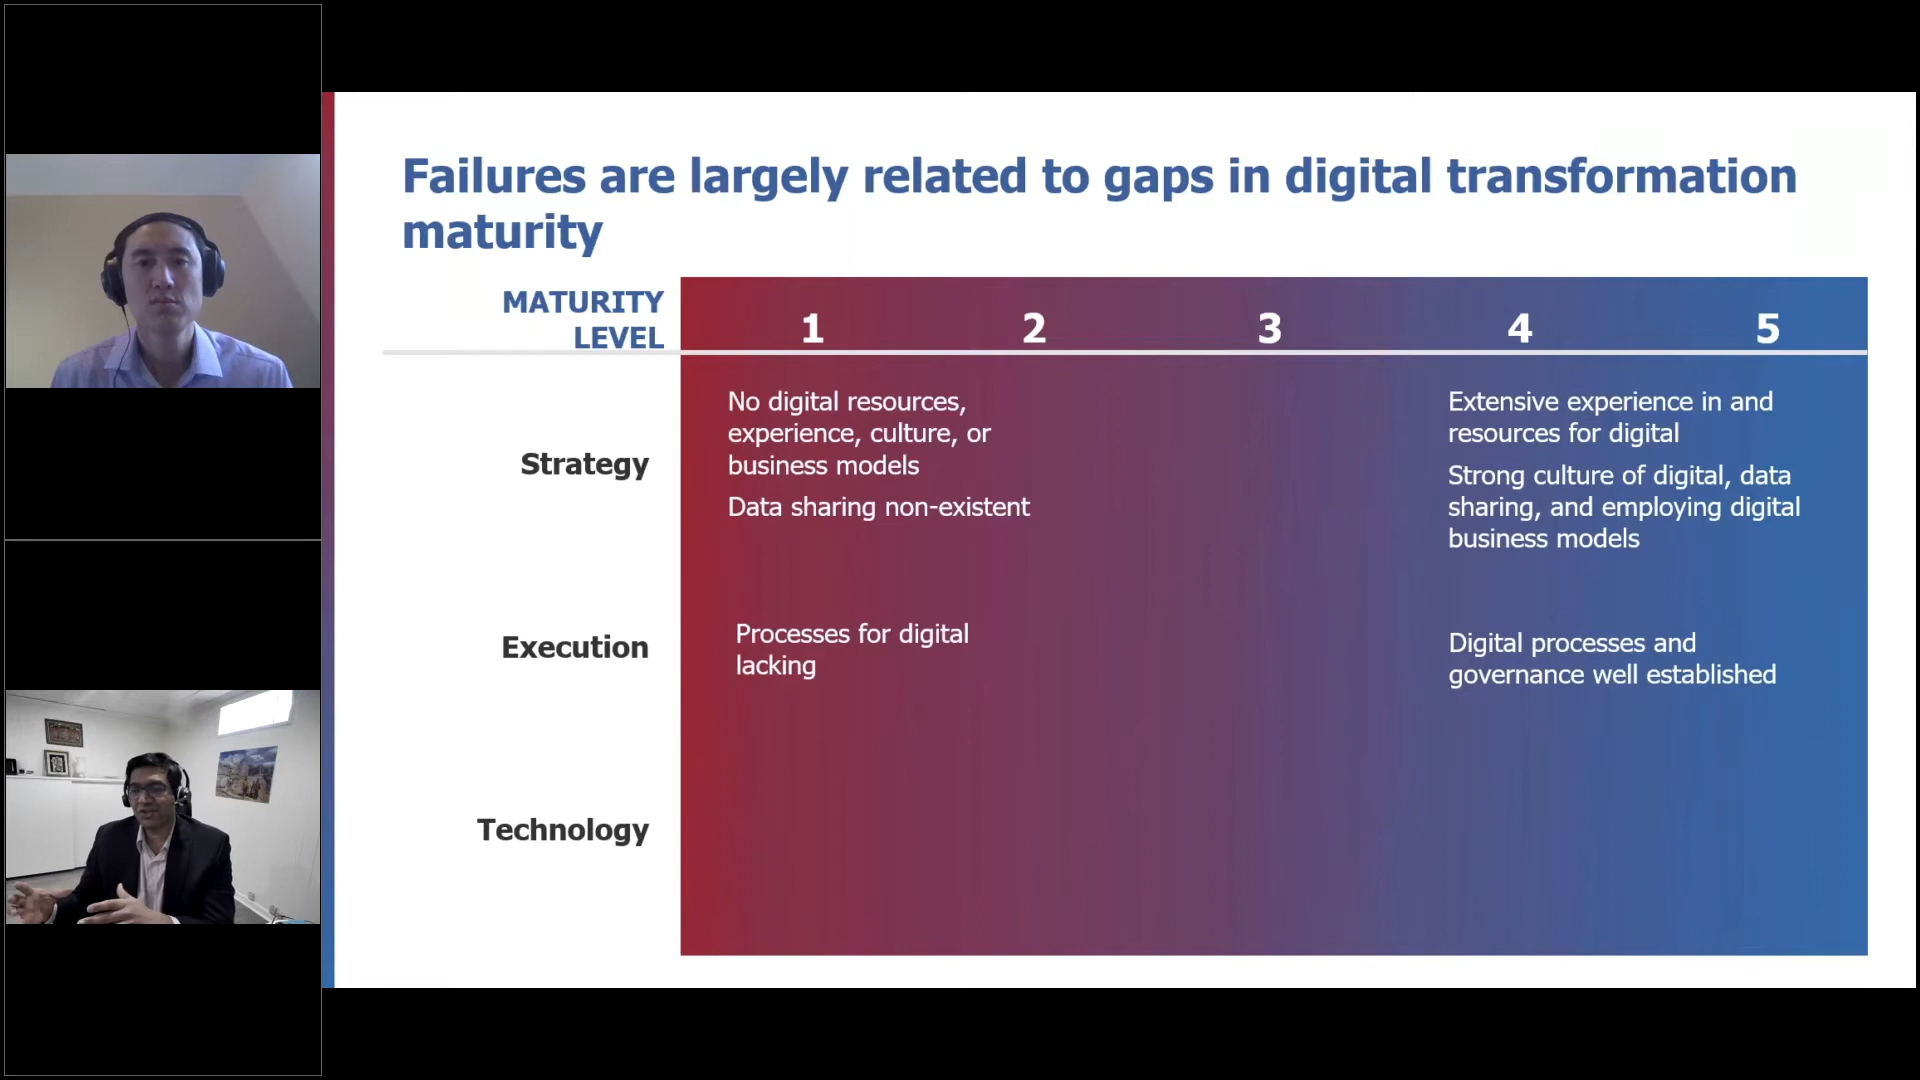 Failures are largely related to gaps in digital transformation
maturity
MATURITY
LEVEL
1 2 3 4 5
Strategy
No digital resources,
experience, culture, or
business models
Data sharing non-existent
Extensive experience in and
resources for digital
Strong culture of digital, data
sharing, and employing digital
business models
Execution
Processes for digital
lacking
Digital processes and
governance well established
Technology